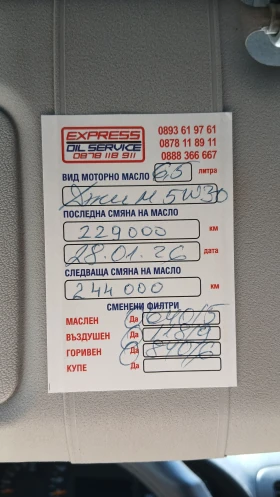 EXPRESS
OIL SERVICE
0878 118 911
0893 61 97 61
0878 11 89 11
0888 366 667
ВИД МОТОРНО МАСЛО 6,5 литра
5W30
ПОСЛЕДНА СМЯНА НА МАСЛО
229000 км
28.01.26 дата
СЛЕДВАЩА СМЯНА НА МАСЛО
244000 км
СМЕНЕНИ ФИЛТРИ
МАСЛЕН Да
ВЪЗДУШЕН Да
ГОРИВЕН Да
КУПЕ Да